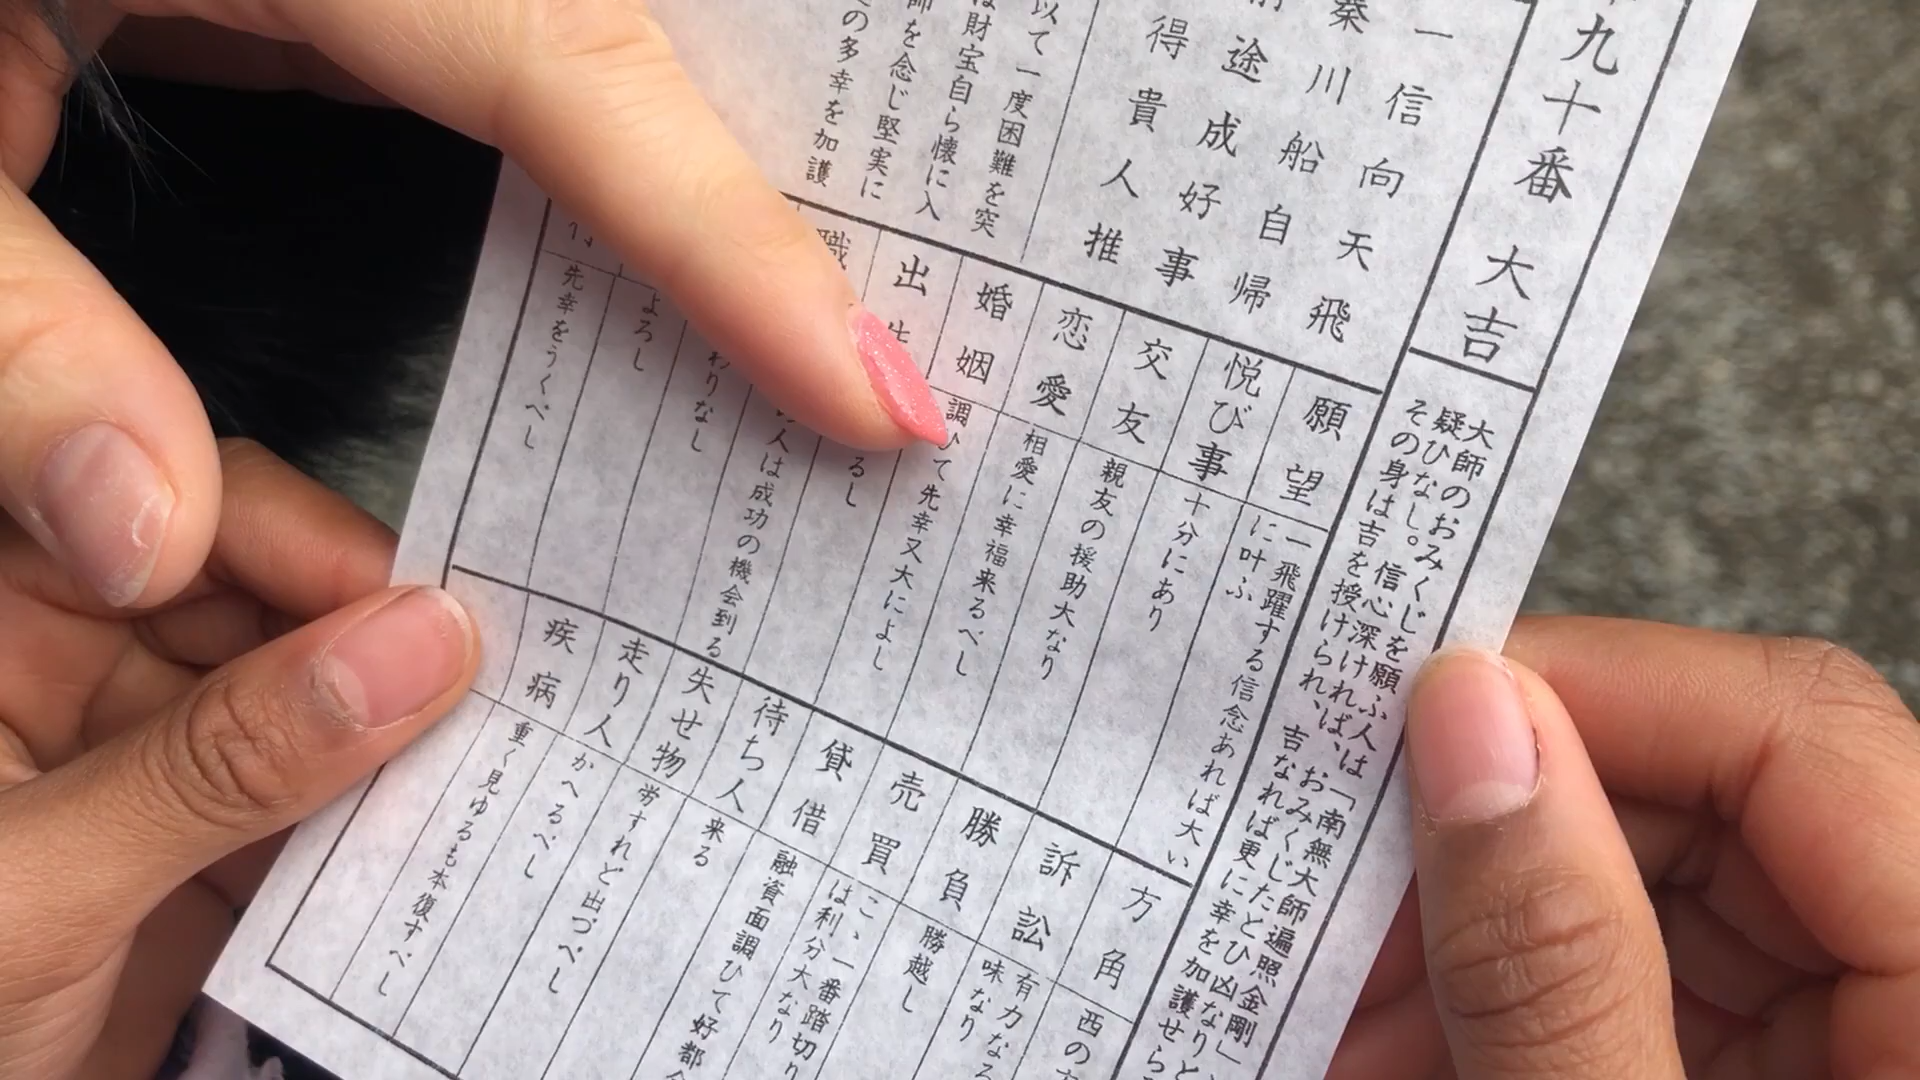 九十番 大吉
大師のおみくじを願ふ人は「南無大師遍照金剛」
疑ひなし。信心深ければ、おみくじたとひ凶なりと
その身は吉を授けられ、吉なれば更に幸を加護せら
一信向天飛
秦川船自帰
前途成好事
得貴人推
以て一度困難を突
は財宝自ら懐に入
師を念じ堅実に
の多幸を加護
願望
一飛躍する信念あれば大い
に叶ふ
悦び事
十分にあり
交友
親友の援助大なり
恋愛
相愛に幸福来るべし
婚姻
調ひて先幸又大によし
出
るし
職
人は成功の機会到る
わりなし
よろし
先幸をうくべし
方角
西の方
訴訟
有力なる
味なり
勝負
勝越し
売買
こゝ一番踏切り
は利分大なり
貸借
融資面調ひて好都合
待ち人
来る
失せ物
労すれど出づべし
走り人
かへるべし
疾病
重く見ゆるも本復すべし